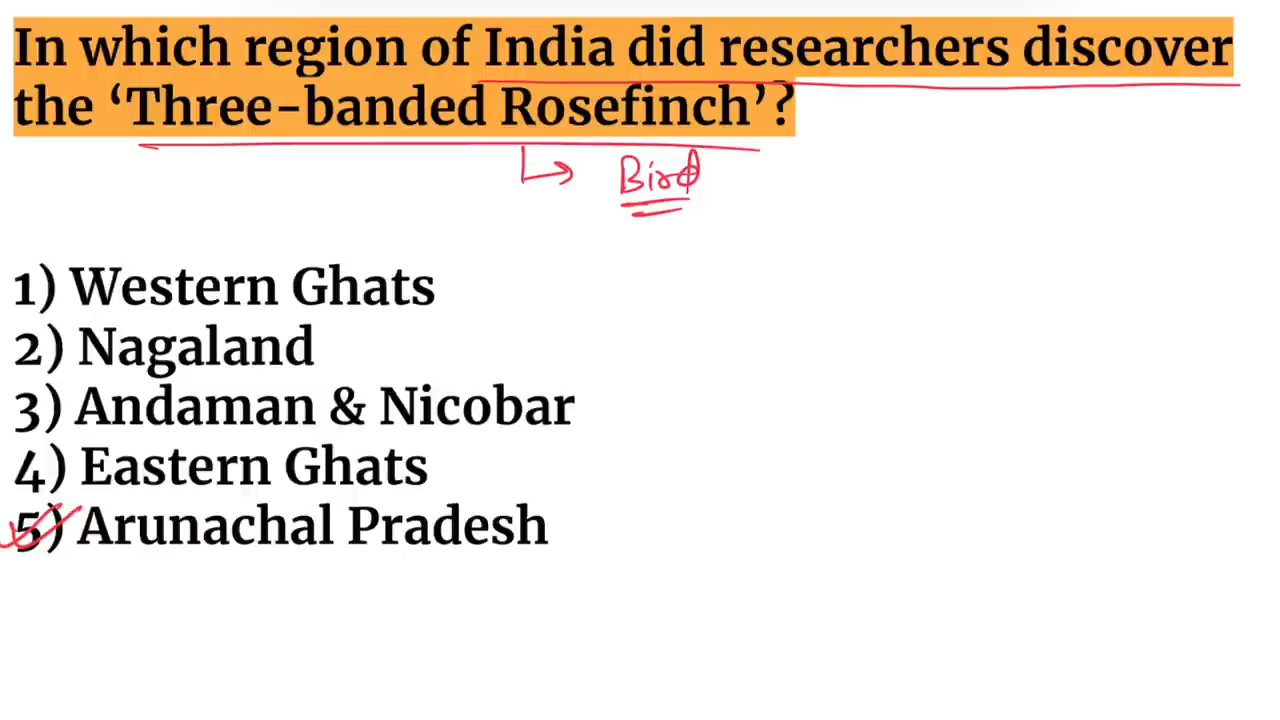 In which region of India did researchers discover
the ‘Three-banded Rosefinch’?
Bird
1) Western Ghats
2) Nagaland
3) Andaman & Nicobar
4) Eastern Ghats
5) Arunachal Pradesh